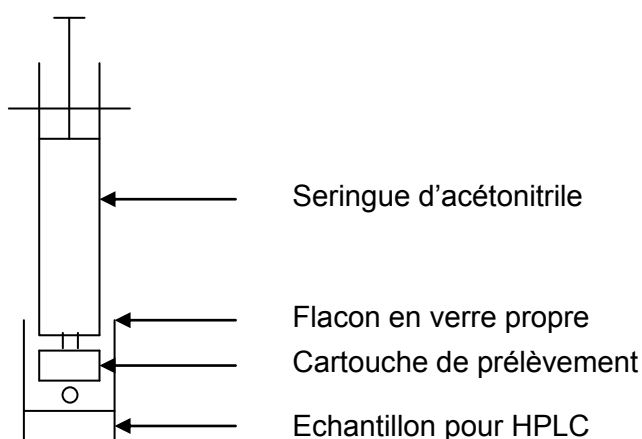 Seringue d’acétonitrile
Flacon en verre propre
Cartouche de prélèvement
Echantillon pour HPLC